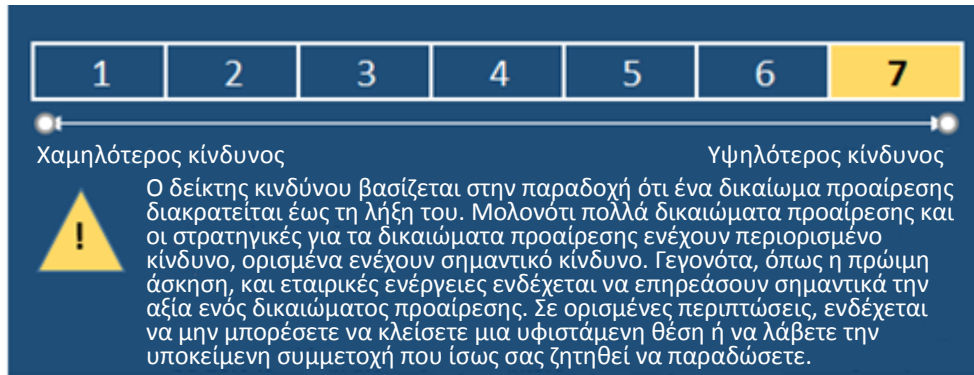 1 2 3 4 5 6 7
Χαμηλότερος κίνδυνος Υψηλότερος κίνδυνος
Ο δείκτης κινδύνου βασίζεται στην παραδοχή ότι ένα δικαίωμα προαίρεσης
διακρατείται έως τη λήξη του. Μολονότι πολλά δικαιώματα προαίρεσης και
! οι στρατηγικές για τα δικαιώματα προαίρεσης ενέχουν περιορισμένο
κίνδυνο, ορισμένα ενέχουν σημαντικό κίνδυνο. Γεγονότα, όπως η πρώιμη
άσκηση, και εταιρικές ενέργειες ενδέχεται να επηρεάσουν σημαντικά την
αξία ενός δικαιώματος προαίρεσης. Σε ορισμένες περιπτώσεις, ενδέχεται
να μην μπορέσετε να κλείσετε μια υφιστάμενη θέση ή να λάβετε την
υποκείμενη συμμετοχή που ίσως σας ζητηθεί να παραδώσετε.